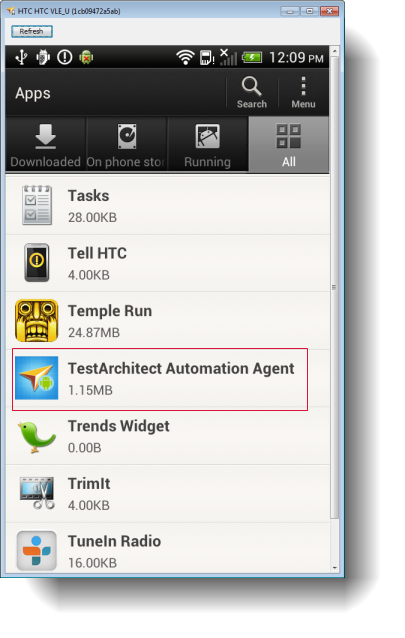 HTC HTC VLE_U (1cb09472a5ab)
Refresh
12:09 PM
Apps
Search
Menu
Downloaded
On phone stor
Running
All
Tasks
28.00KB
Tell HTC
4.00KB
Temple Run
24.87MB
TestArchitect Automation Agent
1.15MB
Trends Widget
0.00B
TrimIt
4.00KB
TuneIn Radio
16.00KB